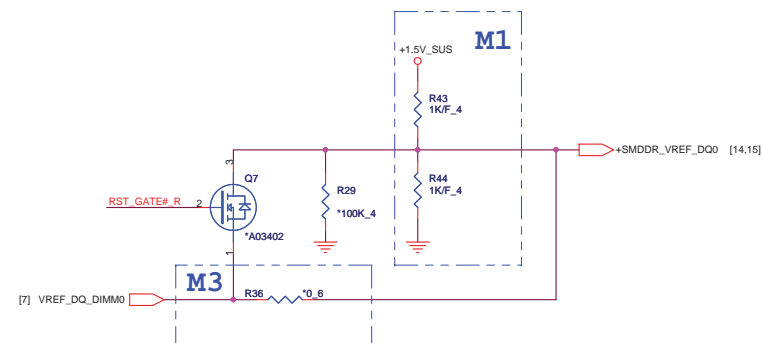 M1
+1.5V_SUS
R43
1K/F_4
+SMDDR_VREF_DQ0 [14,15]
3
Q7
R44
1K/F_4
R29
RST_GATE#_R 2
*100K_4
*A03402
1
M3
R36 *0_6
[7] VREF_DQ_DIMM0